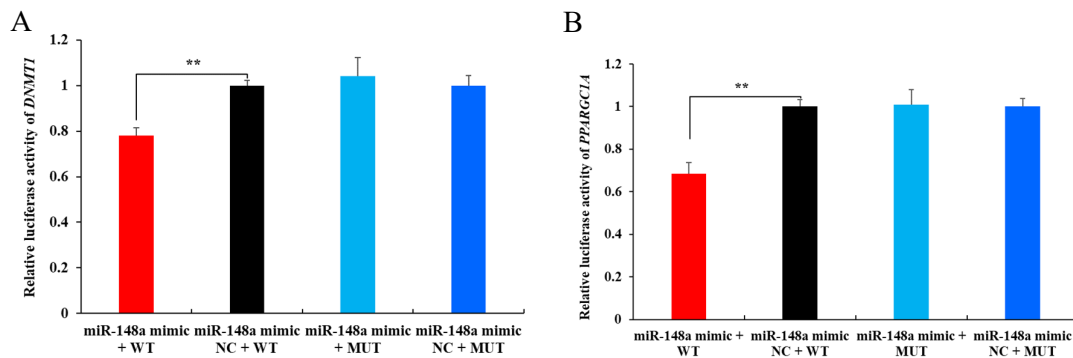 A
Relative luciferase activity of DNMT1
1.2
1
0.8
0.6
0.4
0.2
0
**
miR-148a mimic
+ WT
miR-148a mimic
NC + WT
miR-148a mimic
+ MUT
miR-148a mimic
NC + MUT
B
Relative luciferase activity of PPARGC1A
1.2
1
0.8
0.6
0.4
0.2
0
**
miR-148a mimic +
WT
miR-148a mimic
NC + WT
miR-148a mimic +
MUT
miR-148a mimic
NC + MUT